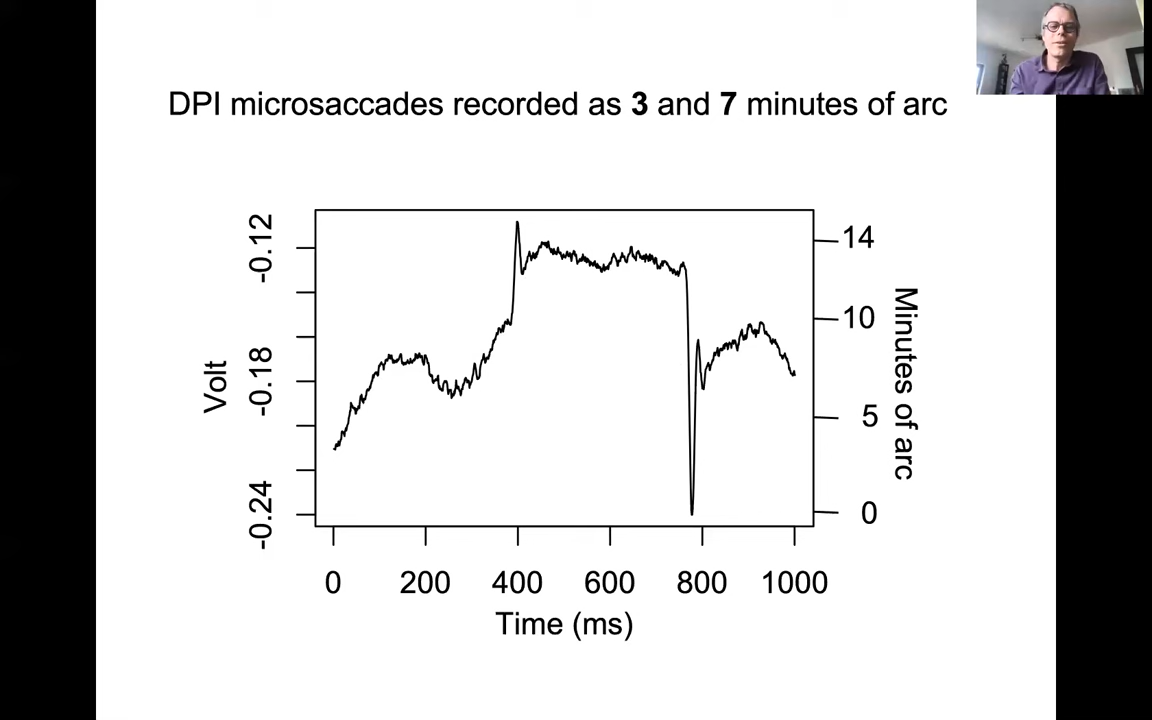 DPI microsaccades recorded as 3 and 7 minutes of arc
-0.12
-0.18
-0.24
Volt
14
10
5
0
Minutes of arc
0 200 400 600 800 1000
Time (ms)